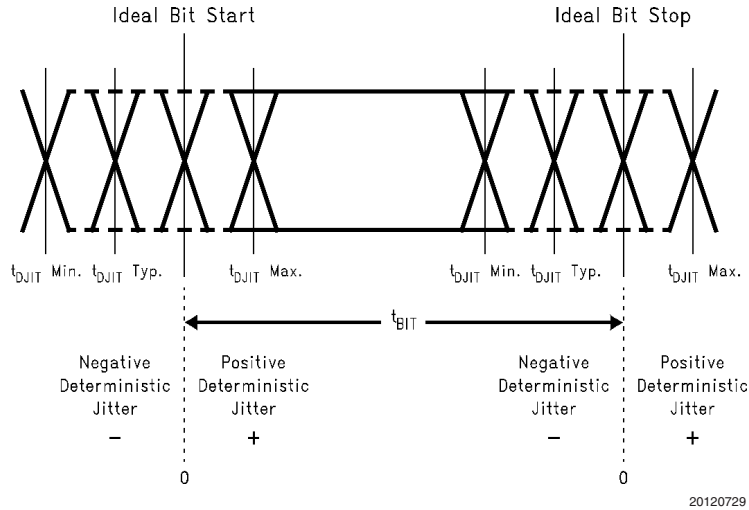 Ideal Bit Start Ideal Bit Stop
tDJIT Min. tDJIT Typ. tDJIT Max. tDJIT Min. tDJIT Typ. tDJIT Max.
tBIT
Negative Deterministic Jitter
−
Positive Deterministic Jitter
+
Negative Deterministic Jitter
−
Positive Deterministic Jitter
+
0 0
20120729